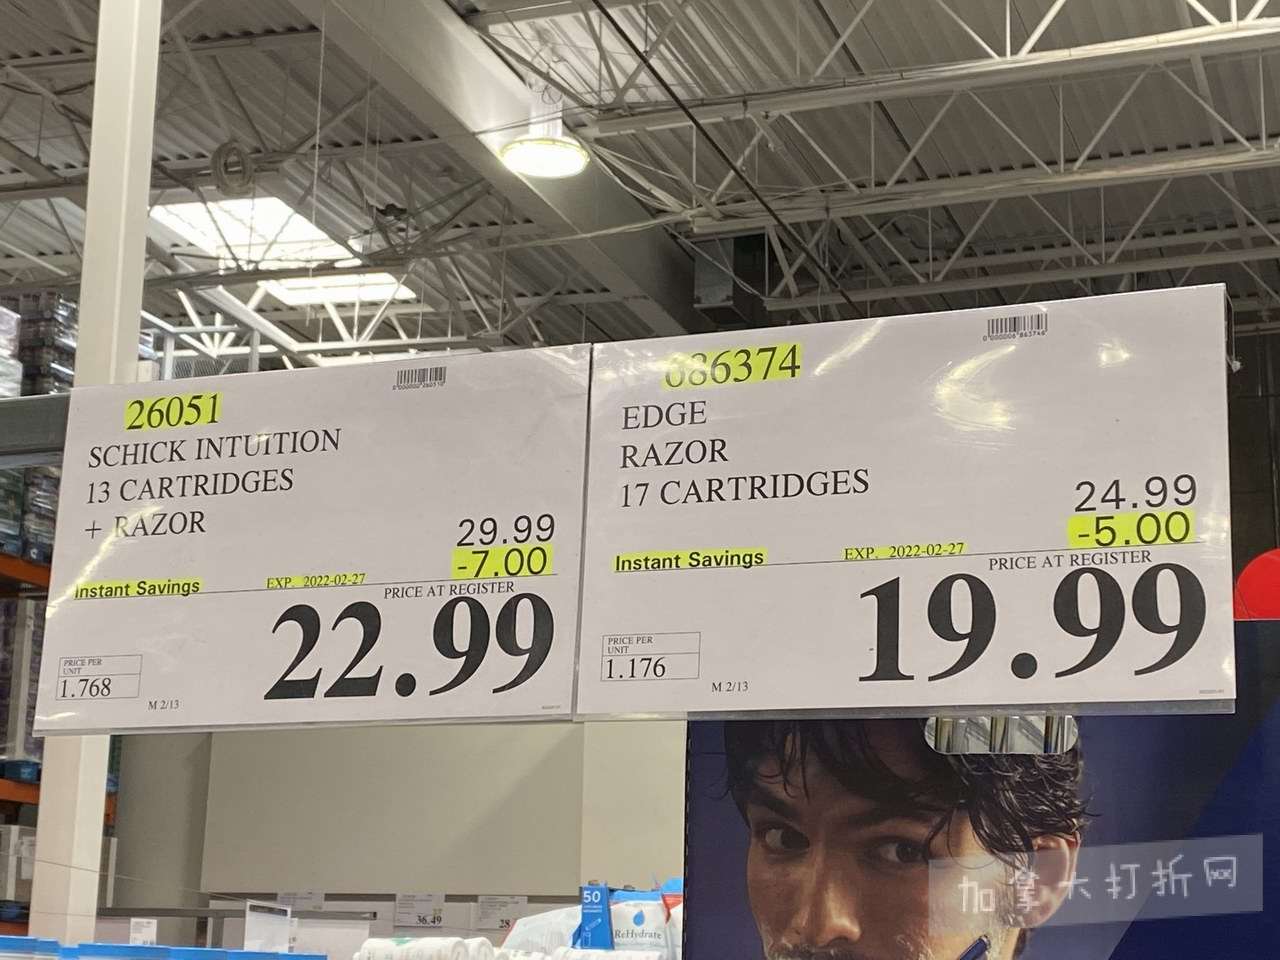 26051
SCHICK INTUITION
13 CARTRIDGES
+ RAZOR
29.99
-7.00
Instant Savings
EXP. 2022-02-27
PRICE AT REGISTER
22.99
PRICE PER
UNIT
1.768
M 2/13
686374
EDGE
RAZOR
17 CARTRIDGES
24.99
-5.00
Instant Savings
EXP. 2022-02-27
PRICE AT REGISTER
19.99
PRICE PER
UNIT
1.176
M 2/13
36.49
50
ReHydrate
加拿大打折网